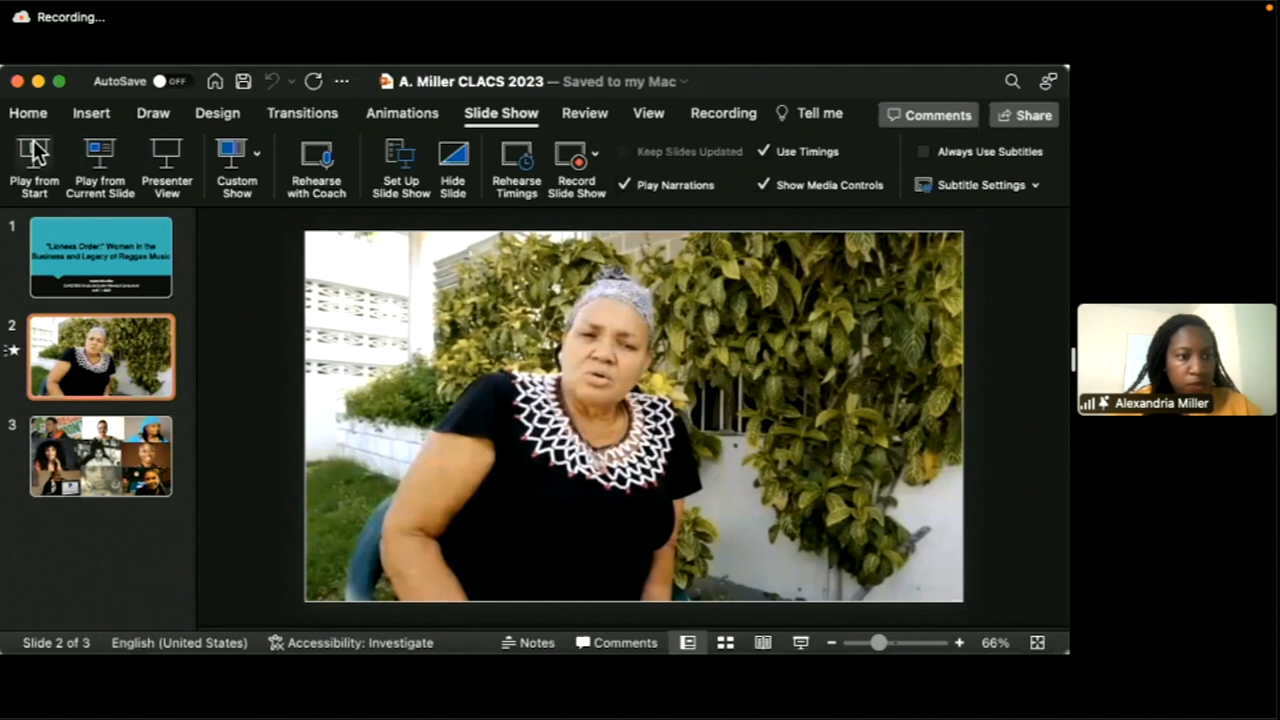 Recording...
AutoSave OFF
A. Miller CLACS 2023 — Saved to my Mac
Home Insert Draw Design Transitions Animations Slide Show Review View Recording Tell me Comments Share
Play from Start
Play from Current Slide
Presenter View
Custom Show
Rehearse with Coach
Set Up Slide Show
Hide Slide
Rehearse Timings
Record Slide Show
Keep Slides Updated
Use Timings
Play Narrations
Show Media Controls
Always Use Subtitles
Subtitle Settings
1
"Lioness Order:" Women in the
Business and Legacy of Raggae Music
2
3
Alexandria Miller
Slide 2 of 3 English (United States) Accessibility: Investigate Notes Comments 66%